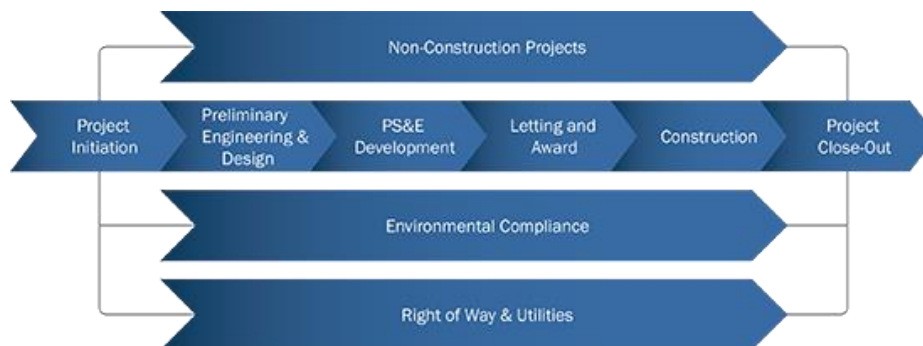 Non-Construction Projects
Project
Initiation
Preliminary
Engineering &
Design
PS&E
Development
Letting and
Award
Construction
Project
Close-Out
Environmental Compliance
Right of Way & Utilities